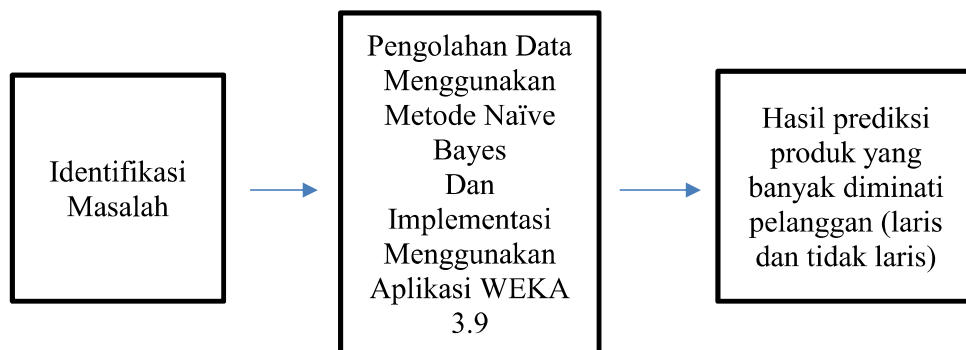 Identifikasi
Masalah
Pengolahan Data
Menggunakan
Metode Naïve
Bayes
Dan
Implementasi
Menggunakan
Aplikasi WEKA
3.9
Hasil prediksi
produk yang
banyak diminati
pelanggan (laris
dan tidak laris)